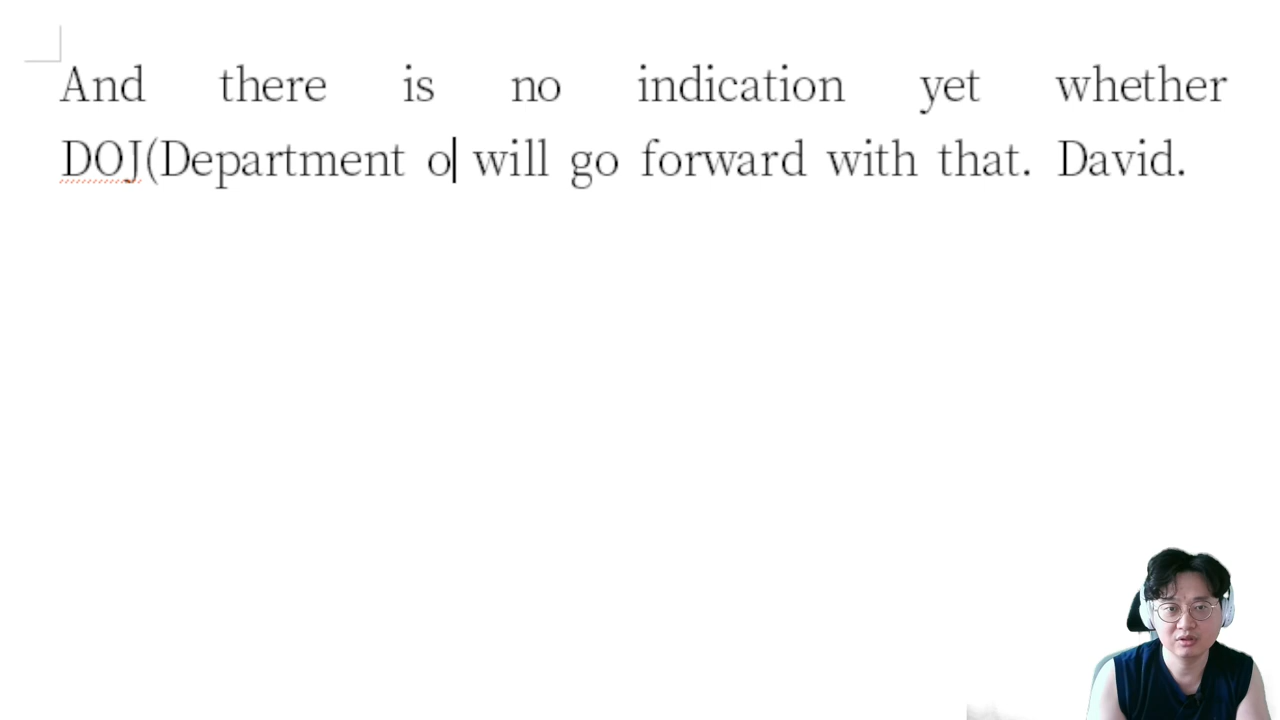 And there is no indication yet whether
DOJ(Department o will go forward with that. David.